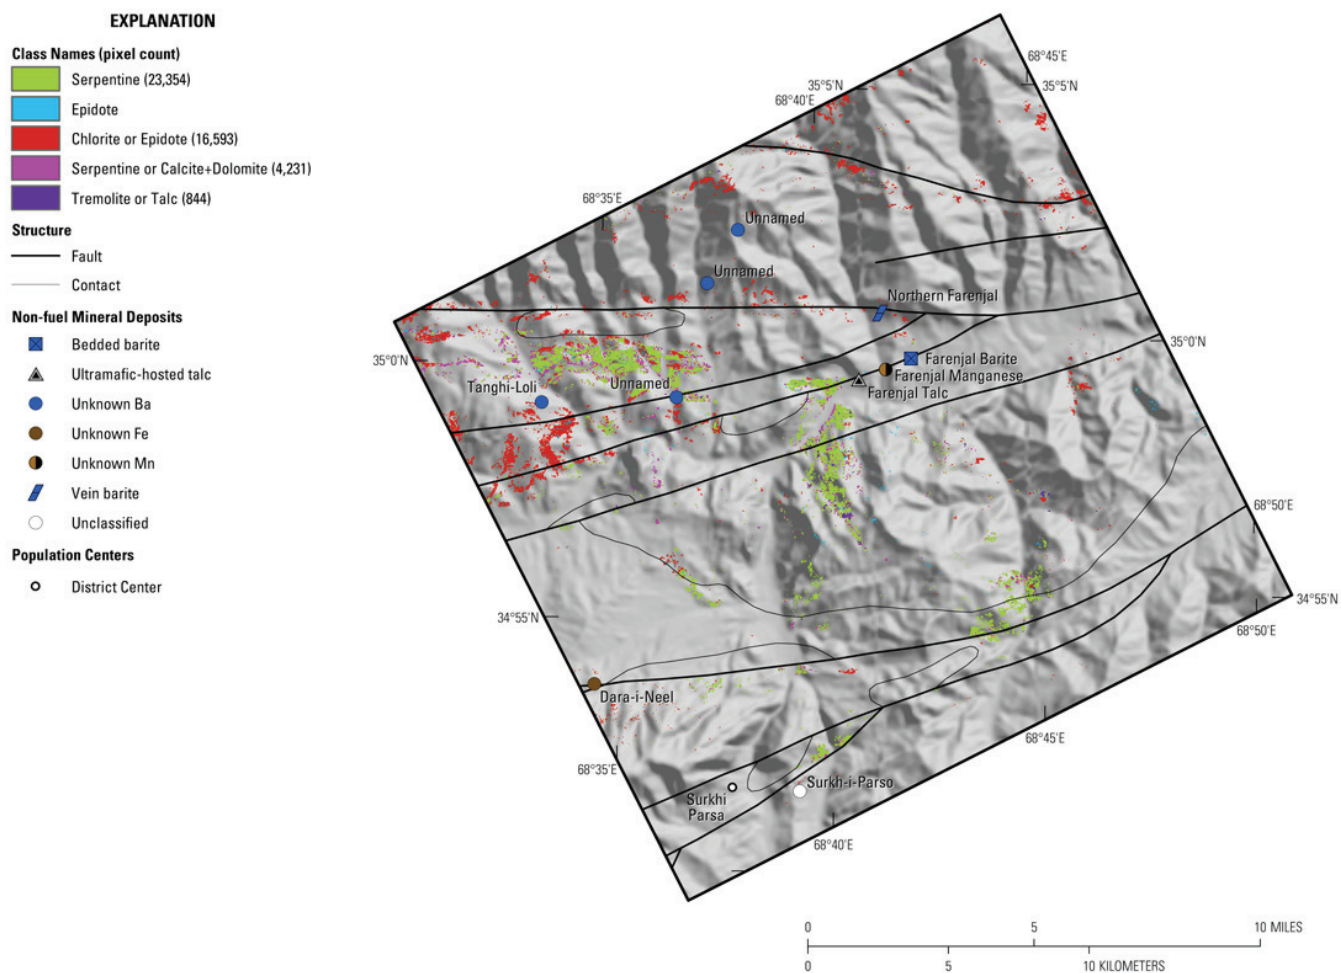 EXPLANATION
Class Names (pixel count)
Serpentine (23,354)
Epidote
Chlorite or Epidote (16,593)
Serpentine or Calcite+Dolomite (4,231)
Tremolite or Talc (844)
Structure
Fault
Contact
Non-fuel Mineral Deposits
Bedded barite
Ultramafic-hosted talc
Unknown Ba
Unknown Fe
Unknown Mn
Vein barite
Unclassified
Population Centers
District Center
68°45'E
35°5'N
35°5'N
68°40'E
68°35'E
Unnamed
Unnamed
Northern Farenjal
35°0'N
35°0'N
Farenjal Barite
Farenjal Manganese
Farenjal Talc
Tanghi-Loli
Unnamed
68°50'E
34°55'N
34°55'N
68°50'E
Dara-i-Neel
68°45'E
68°35'E
Surkhi
Parsa
Surkh-i-Parso
68°40'E
0 5 10 MILES
0 5 10 KILOMETERS